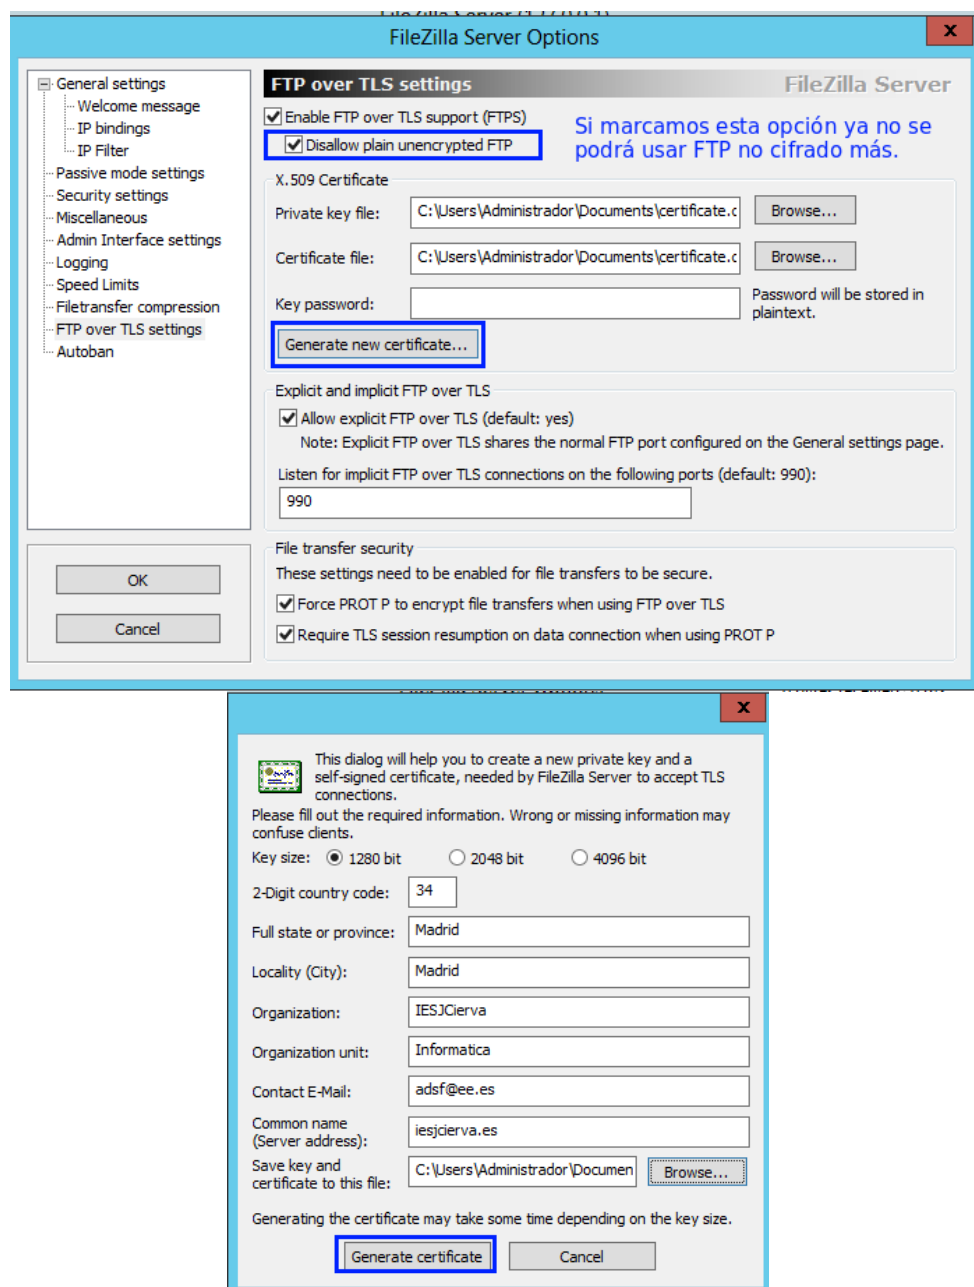 FileZilla Server (127.0.0.1)
FileZilla Server Options
x
General settings
Welcome message
IP bindings
IP Filter
Passive mode settings
Security settings
Miscellaneous
Admin Interface settings
Logging
Speed Limits
Filetransfer compression
FTP over TLS settings
Autoban
OK
Cancel
FTP over TLS settings
FileZilla Server
Enable FTP over TLS support (FTPS)
Disallow plain unencrypted FTP
Si marcamos esta opción ya no se
podrá usar FTP no cifrado más.
X.509 Certificate
Private key file:
C:\Users\Administrador\Documents\certificate.c
Browse...
Certificate file:
C:\Users\Administrador\Documents\certificate.c
Browse...
Key password:
Password will be stored in
plaintext.
Generate new certificate...
Explicit and implicit FTP over TLS
Allow explicit FTP over TLS (default: yes)
Note: Explicit FTP over TLS shares the normal FTP port configured on the General settings page.
Listen for implicit FTP over TLS connections on the following ports (default: 990):
990
File transfer security
These settings need to be enabled for file transfers to be secure.
Force PROT P to encrypt file transfers when using FTP over TLS
Require TLS session resumption on data connection when using PROT P
x
This dialog will help you to create a new private key and a
self-signed certificate, needed by FileZilla Server to accept TLS
connections.
Please fill out the required information. Wrong or missing information may
confuse clients.
Key size: 1280 bit 2048 bit 4096 bit
2-Digit country code: 34
Full state or province: Madrid
Locality (City): Madrid
Organization: IESJCierva
Organization unit: Informatica
Contact E-Mail: adsf@ee.es
Common name
(Server address): iesjcierva.es
Save key and
certificate to this file: C:\Users\Administrador\Documen Browse...
Generating the certificate may take some time depending on the key size.
Generate certificate Cancel